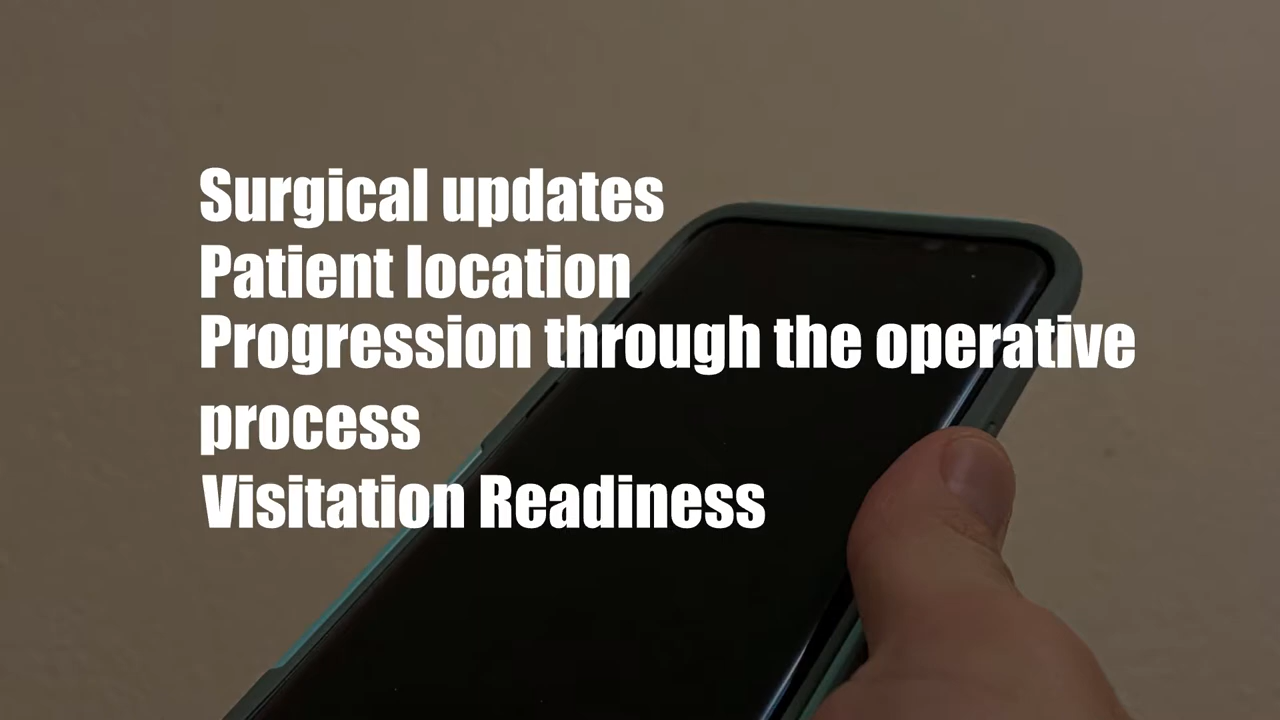 Surgical updates
Patient location
Progression through the operative
process
Visitation Readiness